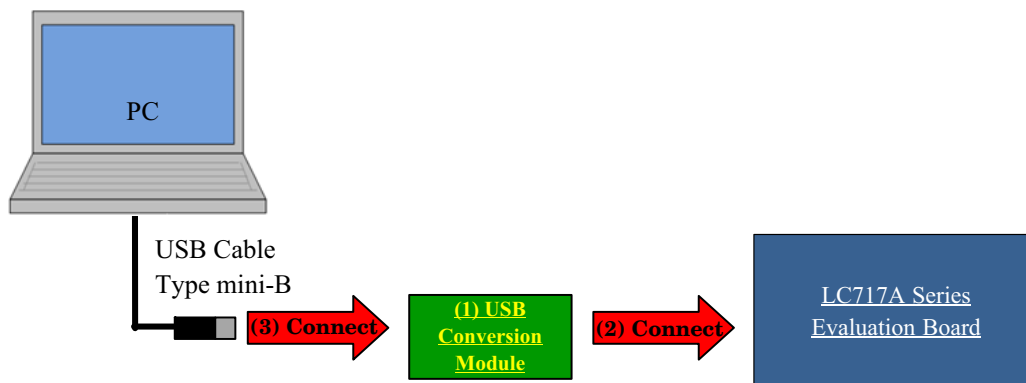 PC
USB Cable
Type mini-B
(3) Connect
(1) USB
Conversion
Module
(2) Connect
LC717A Series
Evaluation Board